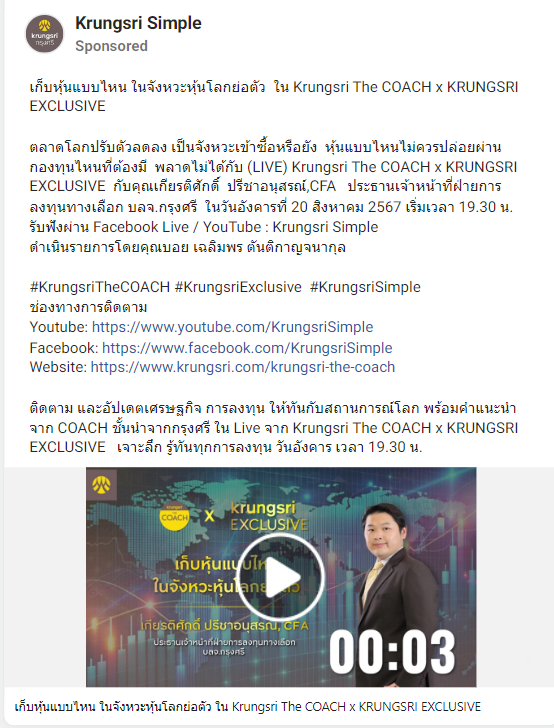 Krungsri Simple
Sponsored
krungsri
กรุงศรี
เก็บหุ้นแบบไหน ในจังหวะหุ้นโลกย่อตัว ใน Krungsri The COACH x KRUNGSRI
EXCLUSIVE
ตลาดโลกปรับตัวลดลง เป็นจังหวะเข้าซื้อหรือยัง หุ้นแบบไหนไม่ควรปล่อยผ่าน
กองทุนไหนที่ต้องมี พลาดไม่ได้กับ (LIVE) Krungsri The COACH x KRUNGSRI
EXCLUSIVE กับคุณเกียรติศักดิ์ ปรีชาอนุสรณ์,CFA ประธานเจ้าหน้าที่ฝ่ายการ
ลงทุนทางเลือก บลจ.กรุงศรี ในวันอังคารที่ 20 สิงหาคม 2567 เริ่มเวลา 19.30 น.
รับฟังผ่าน Facebook Live / YouTube : Krungsri Simple
ดำเนินรายการโดยคุณบอย เฉลิมพร ตันติกาญจนากุล
#KrungsriTheCOACH #KrungsriExclusive #KrungsriSimple
ช่องทางการติดตาม
Youtube: https://www.youtube.com/KrungsriSimple
Facebook: https://www.facebook.com/KrungsriSimple
Website: https://www.krungsri.com/krungsri-the-coach
ติดตาม และอัปเดตเศรษฐกิจ การลงทุน ให้ทันกับสถานการณ์โลก พร้อมคำแนะนำ
จาก COACH ชั้นนำจากกรุงศรี ใน Live จาก Krungsri The COACH x KRUNGSRI
EXCLUSIVE เจาะลึก รู้ทันทุกการลงทุน วันอังคาร เวลา 19.30 น.
COACH X krungsri
EXCLUSIVE
เก็บหุ้นแบบไห
ในจังหวะหุ้นโลกย
เกียรติศักดิ์ ปรีชาอนุสรณ์, CFA
ประธานเจ้าหน้าที่ฝ่ายการลงทุนทางเลือก
บลจ.กรุงศรี
00:03
เก็บหุ้นแบบไหน ในจังหวะหุ้นโลกย่อตัว ใน Krungsri The COACH x KRUNGSRI EXCLUSIVE